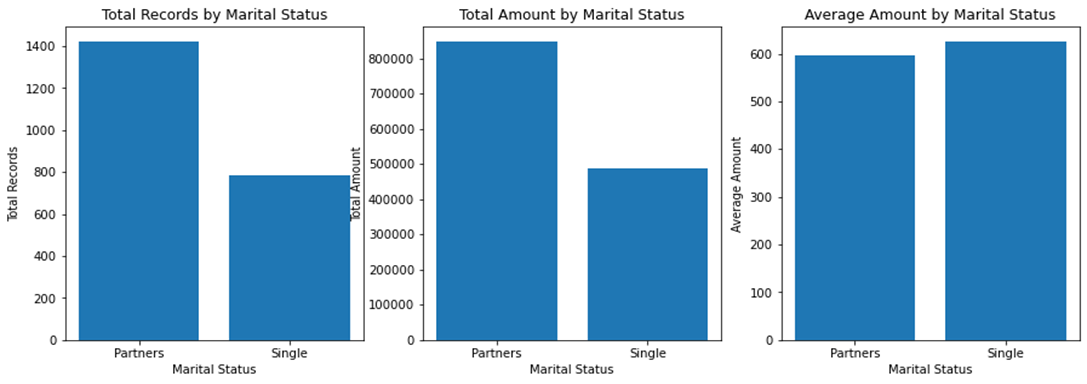 Total Records by Marital Status
1400
1200
1000
800
600
400
200
0
Total Records
Partners
Single
Marital Status
Total Amount by Marital Status
800000
700000
600000
500000
400000
300000
200000
100000
0
Total Amount
Partners
Single
Marital Status
Average Amount by Marital Status
600
500
400
300
200
100
0
Average Amount
Partners
Single
Marital Status